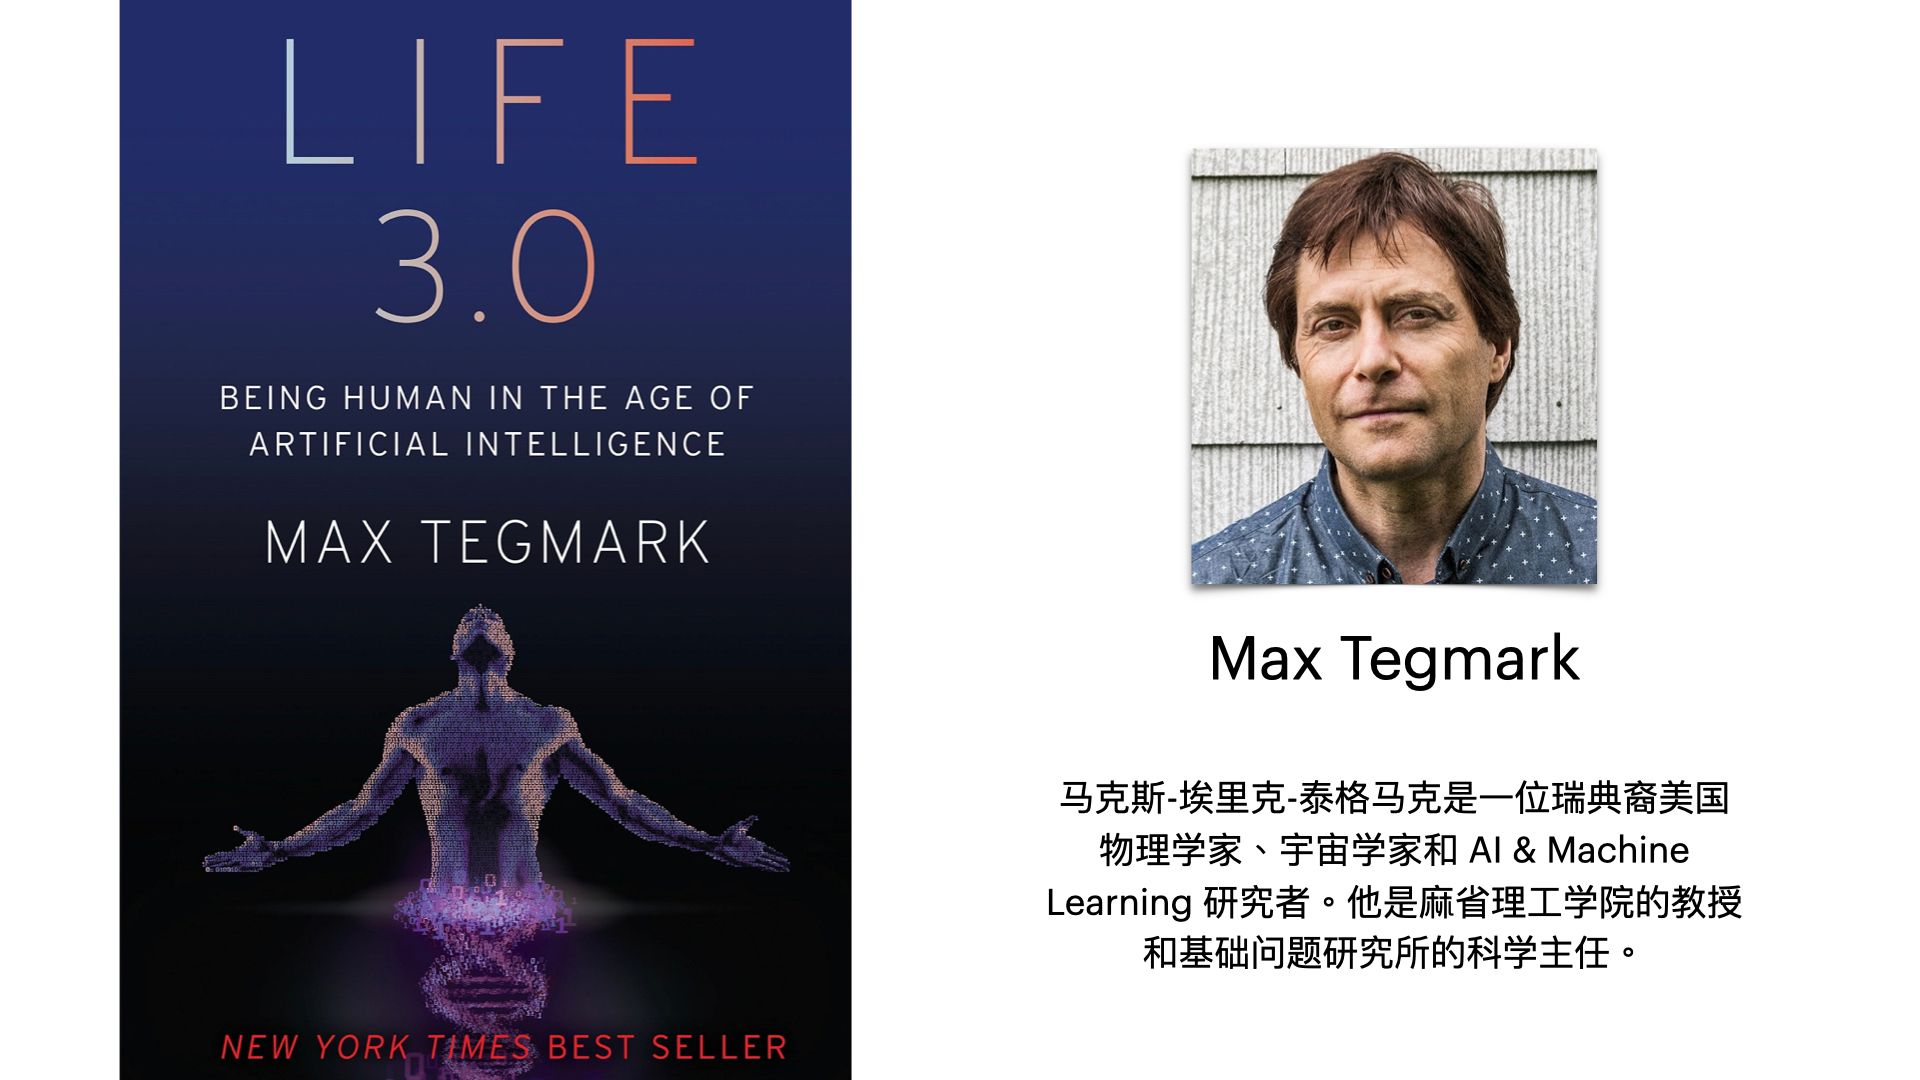 LIFE
3.0
BEING HUMAN IN THE AGE OF
ARTIFICIAL INTELLIGENCE
MAX TEGMARK
NEW YORK TIMES BEST SELLER
Max Tegmark
马克斯-埃里克-泰格马克是一位瑞典裔美国
物理学家、宇宙学家和 AI & Machine
Learning 研究者。他是麻省理工学院的教授
和基础问题研究所的科学主任。